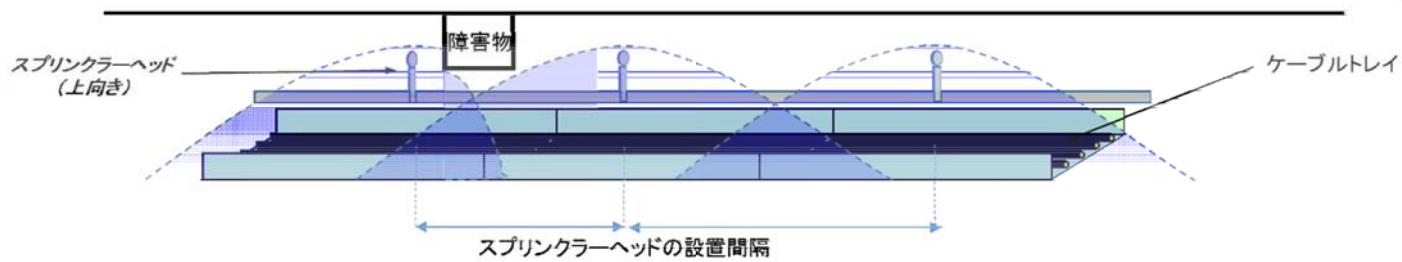 障害物
スプリンクラーヘッド
(上向き)
ケーブルトレイ
スプリンクラーヘッドの設置間隔